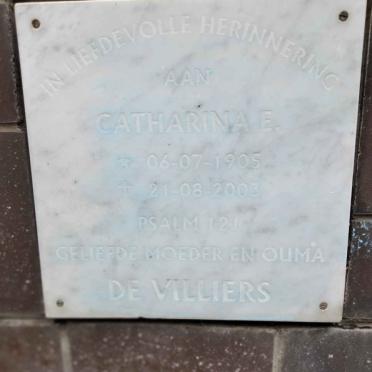 IN LIEFDEVOLLE HERINNERING
AAN
CATHARINA E.
☆ 06-07-1905
✝ 21-08-2003
PSALM 121
GELIEFDE MOEDER EN OUMA
DE VILLIERS